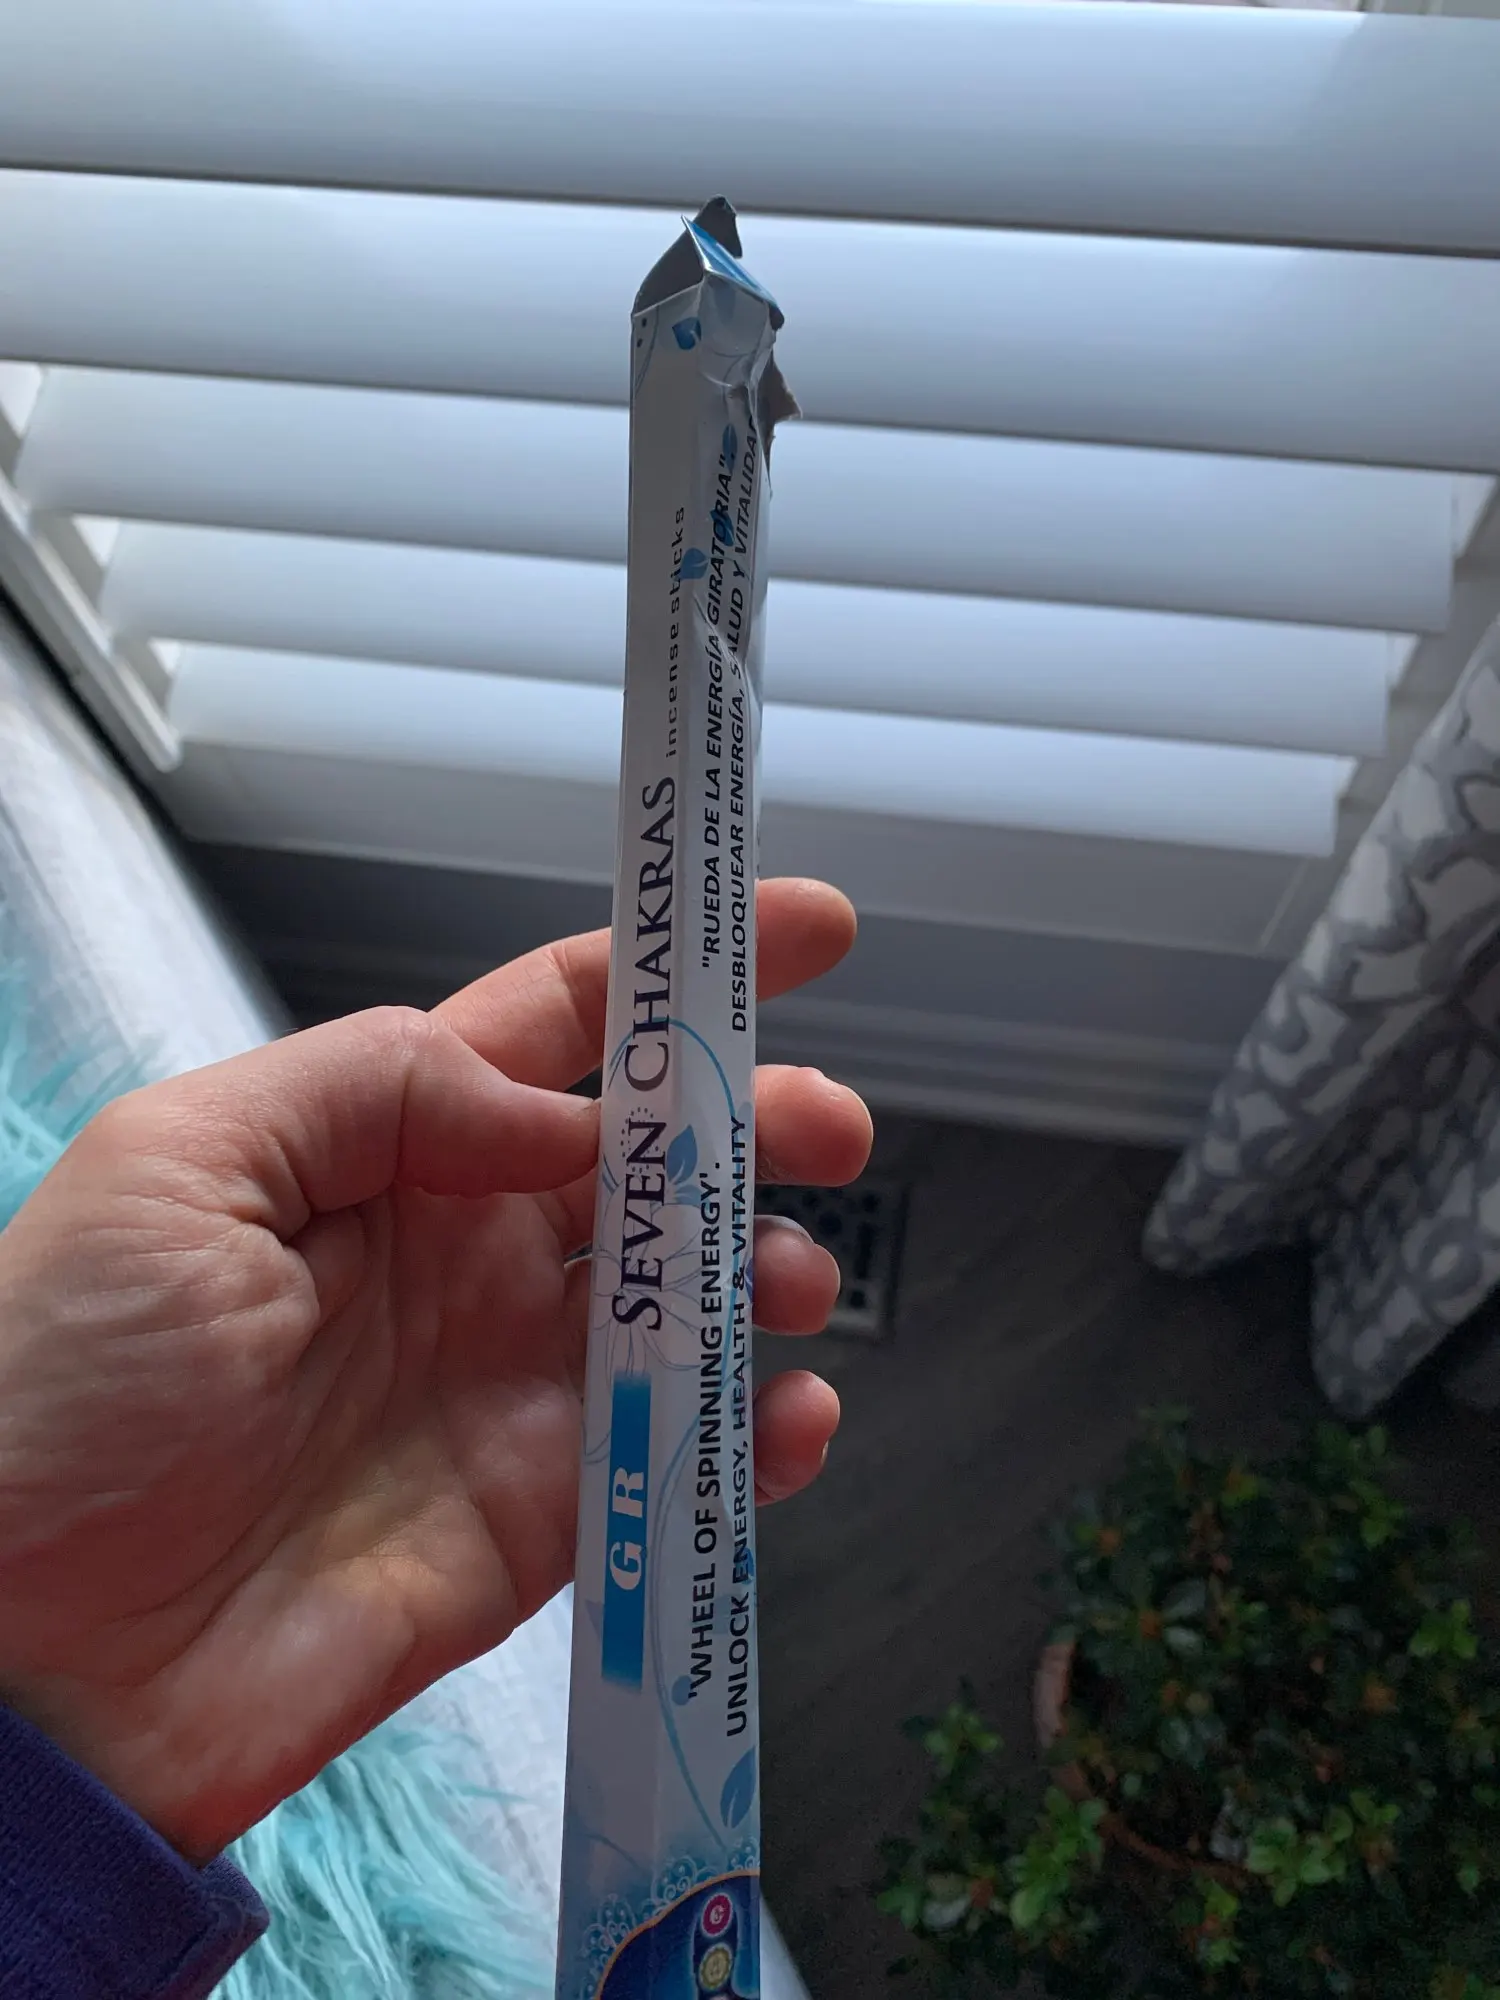 GR
SEVEN CHAKRAS
incense sticks
"WHEEL OF SPINNING ENERGY'.
UNLOCK ENERGY, HEALTH & VITALITY
"RUEDA DE LA ENERGÍA GIRATORIA".
DESBLOQUEAR ENERGÍA, SALUD Y VITALIDAD